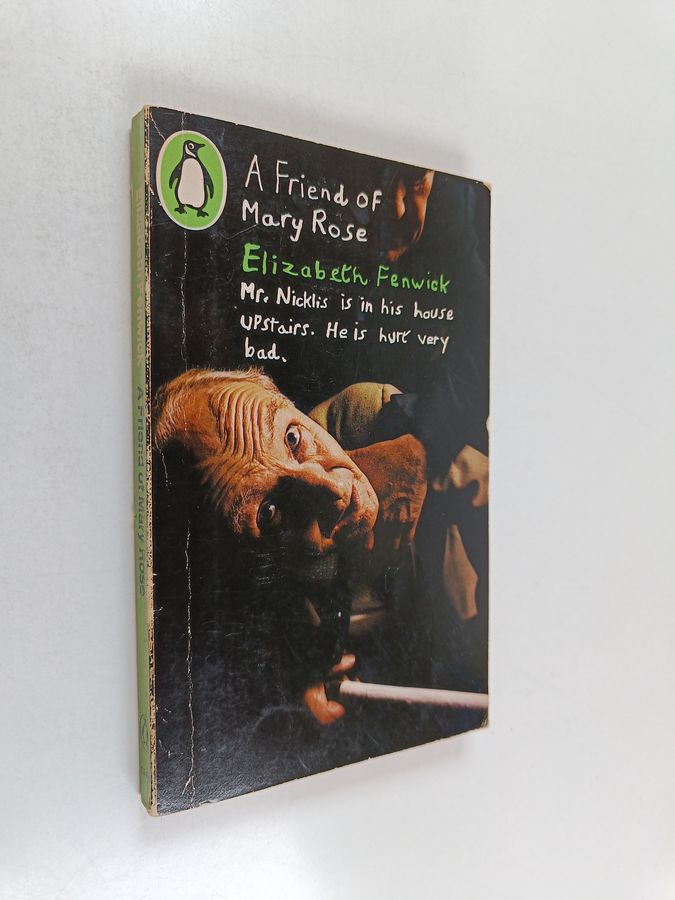 A Friend of
Mary Rose
Elizabeth Fenwick
Mr. Nicklis is in his house
upstairs. He is hurt very
bad.
Elizabeth Fenwick A Friend of Mary Rose